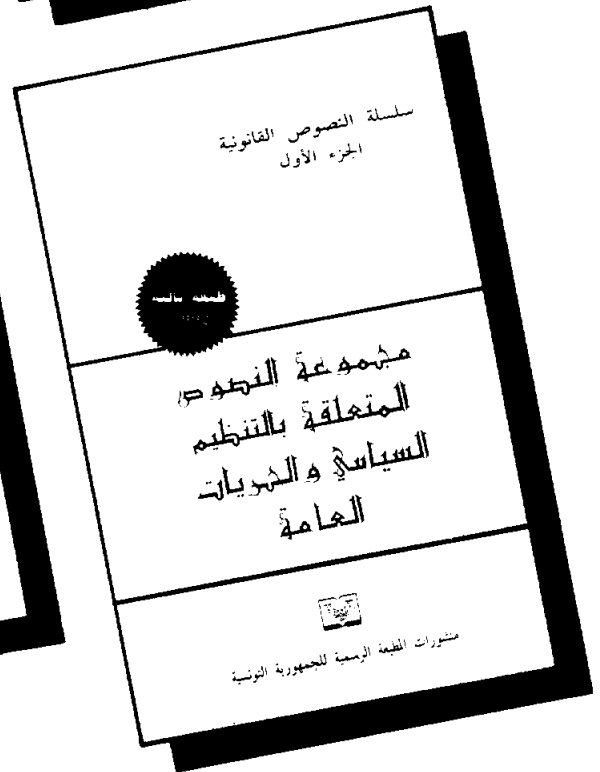 سلسلة النصوص القانونية
الجزء الأول
مجموعة النصوص
المتعلقة بالتنظيم
السياسي والحريات
العامة
منشورات المطبعة الرسمية للجمهورية التونسية